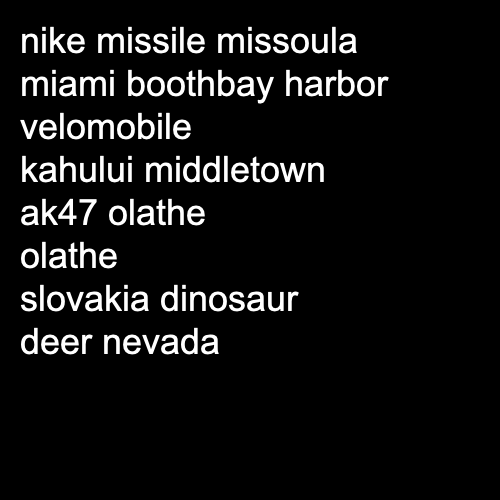 nike missile missoula
miami boothbay harbor
velomobile
kahului middletown
ak47 olathe
olathe
slovakia dinosaur
deer nevada